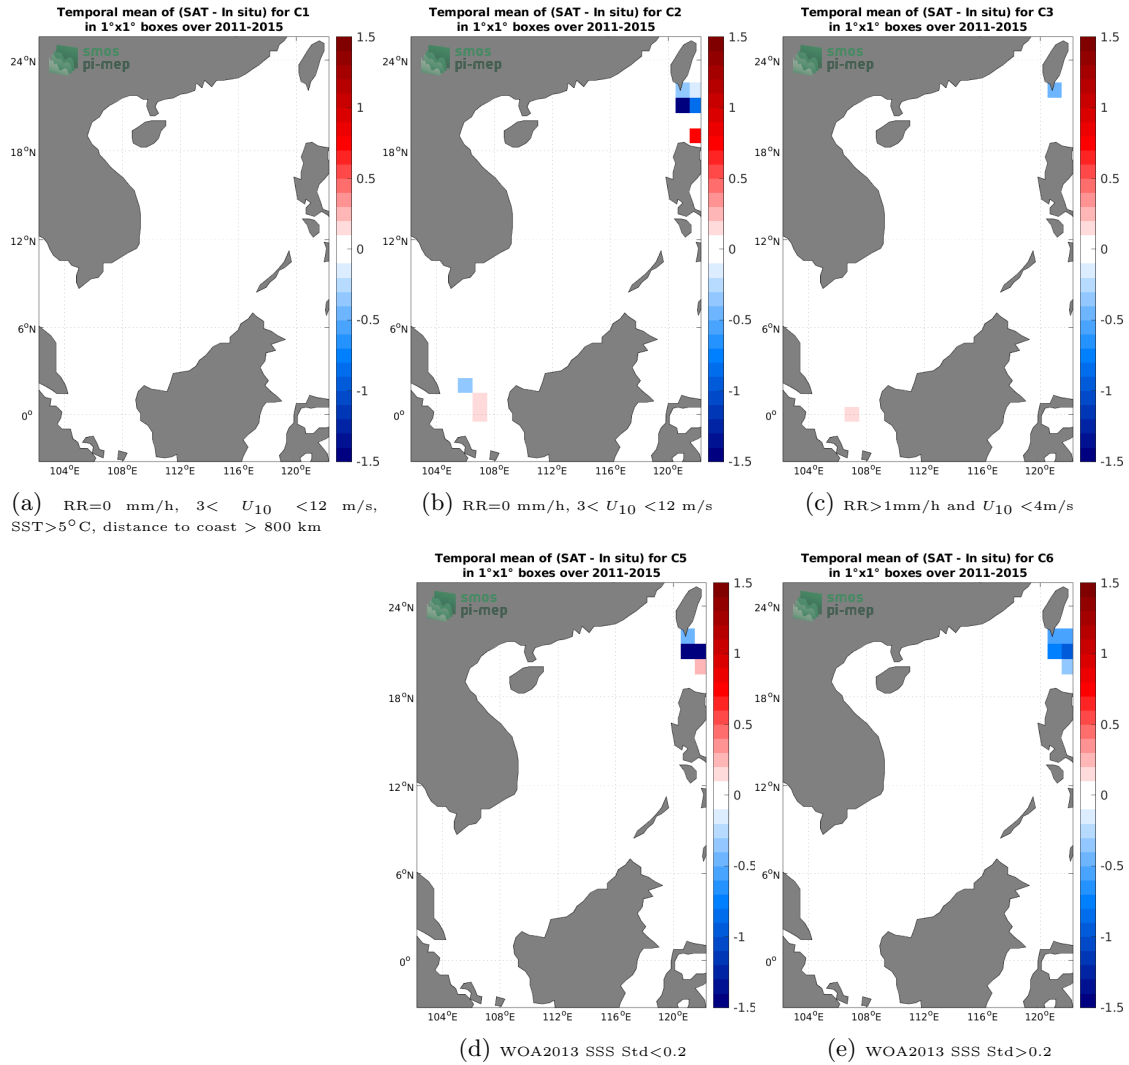 Temporal mean of (SAT - In situ) for C1
in 1°x1° boxes over 2011-2015
smos
pi-mep
24°N
18°N
12°N
6°N
0°
104°E 108°E 112°E 116°E 120°E
1.5
1
0.5
0
-0.5
-1
-1.5
(a) RR=0 mm/h, 3< U10 <12 m/s,
SST>5°C, distance to coast > 800 km
Temporal mean of (SAT - In situ) for C2
in 1°x1° boxes over 2011-2015
smos
pi-mep
24°N
18°N
12°N
6°N
0°
104°E 108°E 112°E 116°E 120°E
1.5
1
0.5
0
-0.5
-1
-1.5
(b) RR=0 mm/h, 3< U10 <12 m/s
Temporal mean of (SAT - In situ) for C3
in 1°x1° boxes over 2011-2015
smos
pi-mep
24°N
18°N
12°N
6°N
0°
104°E 108°E 112°E 116°E 120°E
1.5
1
0.5
0
-0.5
-1
-1.5
(c) RR>1mm/h and U10 <4m/s
Temporal mean of (SAT - In situ) for C5
in 1°x1° boxes over 2011-2015
smos
pi-mep
24°N
18°N
12°N
6°N
0°
104°E 108°E 112°E 116°E 120°E
1.5
1
0.5
0
-0.5
-1
-1.5
(d) WOA2013 SSS Std<0.2
Temporal mean of (SAT - In situ) for C6
in 1°x1° boxes over 2011-2015
smos
pi-mep
24°N
18°N
12°N
6°N
0°
104°E 108°E 112°E 116°E 120°E
1.5
1
0.5
0
-0.5
-1
-1.5
(e) WOA2013 SSS Std>0.2